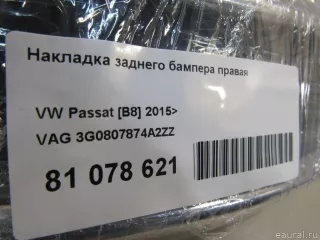 Накладка заднего бампера правая
VW Passat [B8] 2015>
VAG 3G0807874A2ZZ
81 078 621
eaural.ru